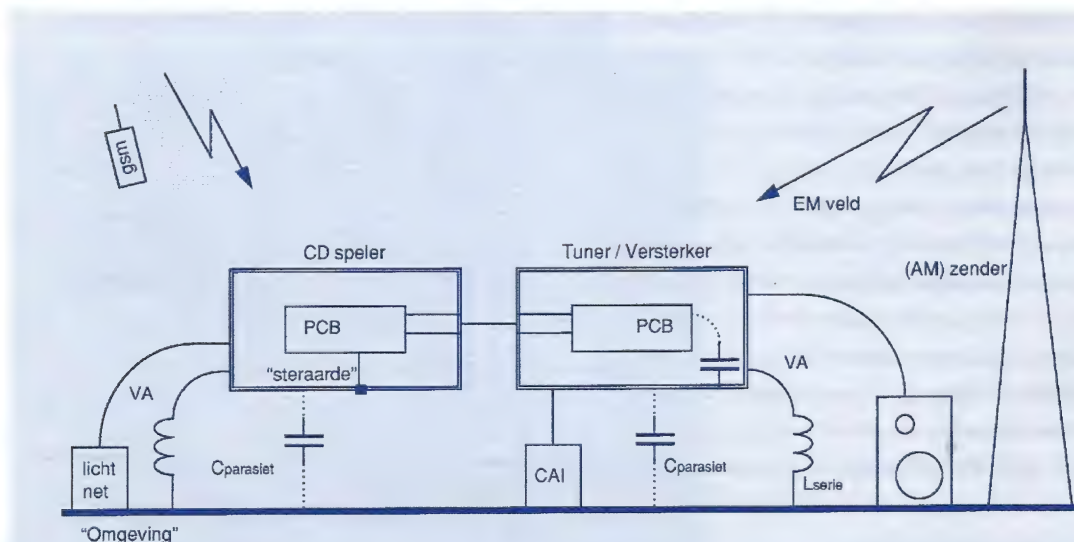 gsm
EM veld
CD speler
Tuner / Versterker
(AM) zender
PCB
PCB
"steraarde"
VA
VA
licht
net
Cparasiet
CAI
Cparasiet
Lserie
"Omgeving"